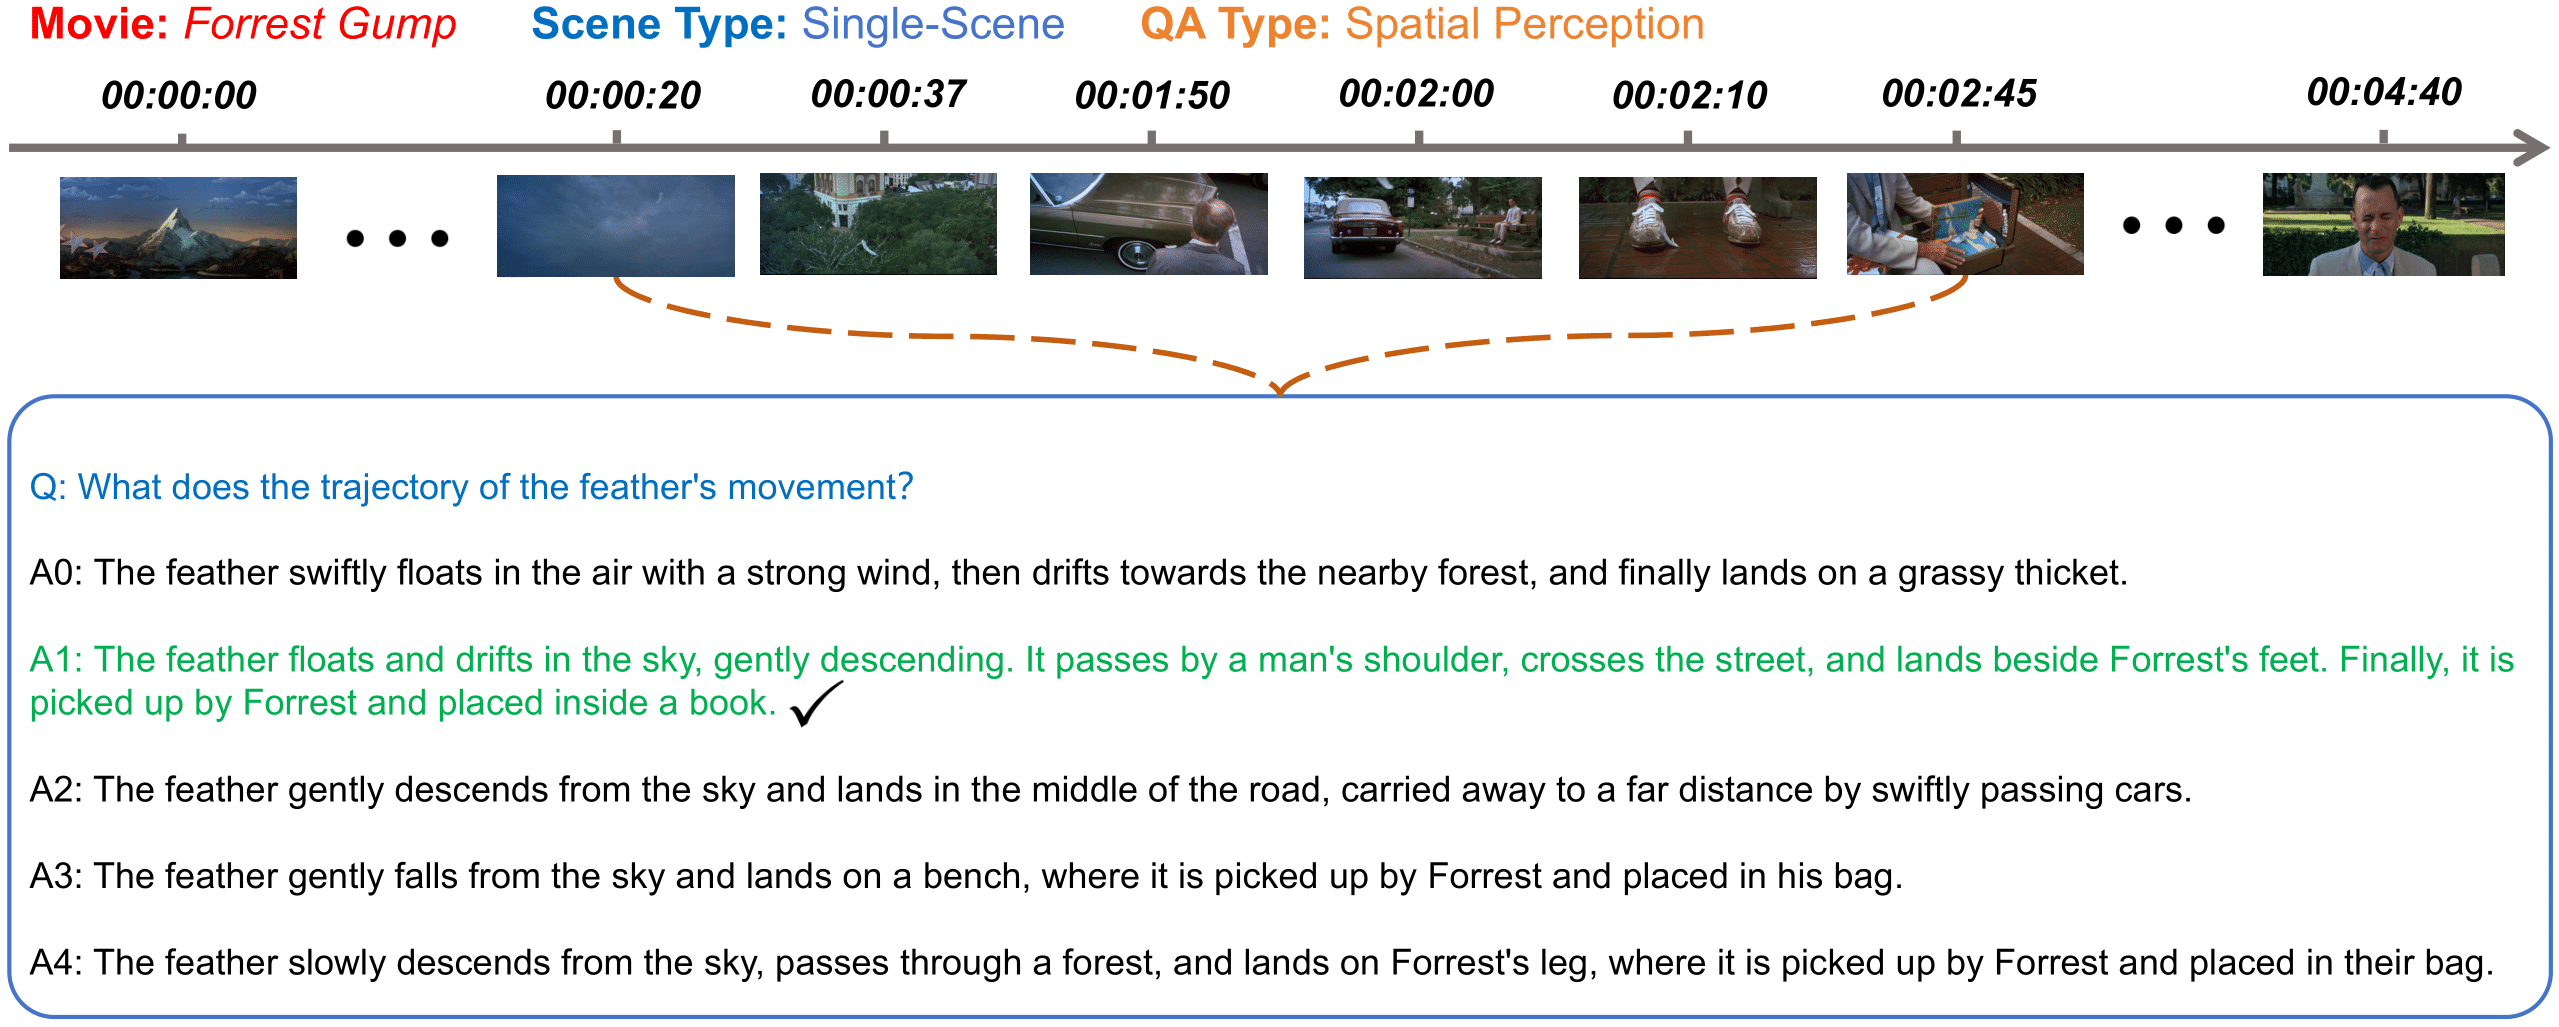 Movie: Forrest Gump Scene Type: Single-Scene QA Type: Spatial Perception
00:00:00 00:00:20 00:00:37 00:01:50 00:02:00 00:02:10 00:02:45 00:04:40
Q: What does the trajectory of the feather's movement?
A0: The feather swiftly floats in the air with a strong wind, then drifts towards the nearby forest, and finally lands on a grassy thicket.
A1: The feather floats and drifts in the sky, gently descending. It passes by a man's shoulder, crosses the street, and lands beside Forrest's feet. Finally, it is
picked up by Forrest and placed inside a book.
A2: The feather gently descends from the sky and lands in the middle of the road, carried away to a far distance by swiftly passing cars.
A3: The feather gently falls from the sky and lands on a bench, where it is picked up by Forrest and placed in his bag.
A4: The feather slowly descends from the sky, passes through a forest, and lands on Forrest's leg, where it is picked up by Forrest and placed in their bag.